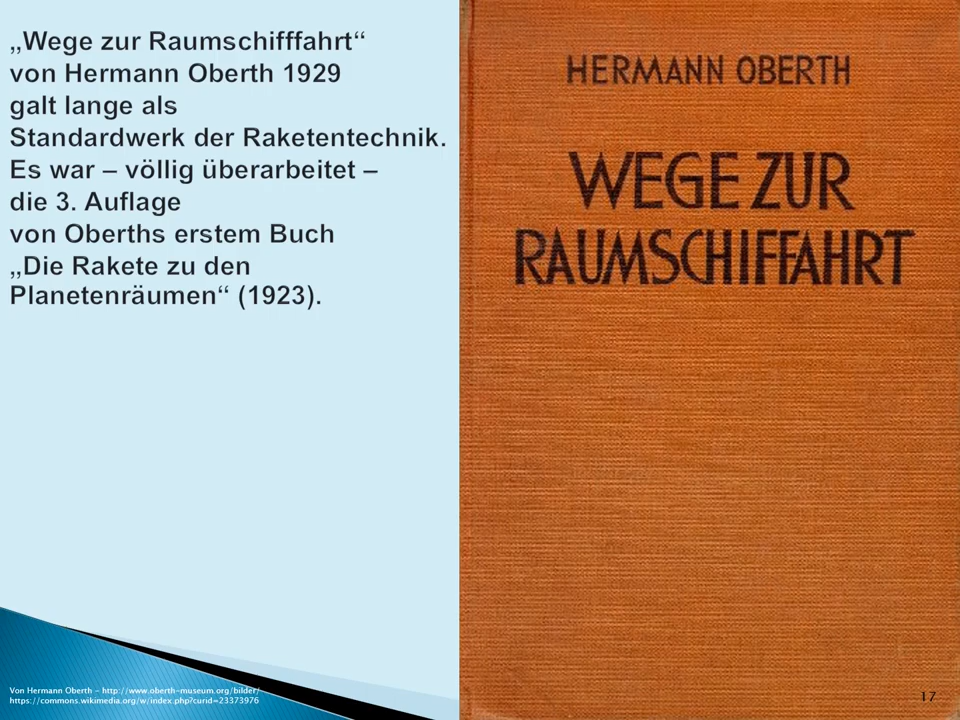 „Wege zur Raumschifffahrt“
von Hermann Oberth 1929
galt lange als
Standardwerk der Raketentechnik.
Es war – völlig überarbeitet –
die 3. Auflage
von Oberths erstem Buch
„Die Rakete zu den
Planetenräumen“ (1923).
HERMANN OBERTH
WEGE ZUR
RAUMSCHIFFAHRT
Von Hermann Oberth - http://www.oberth-museum.org/bilder/
https://commons.wikimedia.org/w/index.php?curid=23373976
17